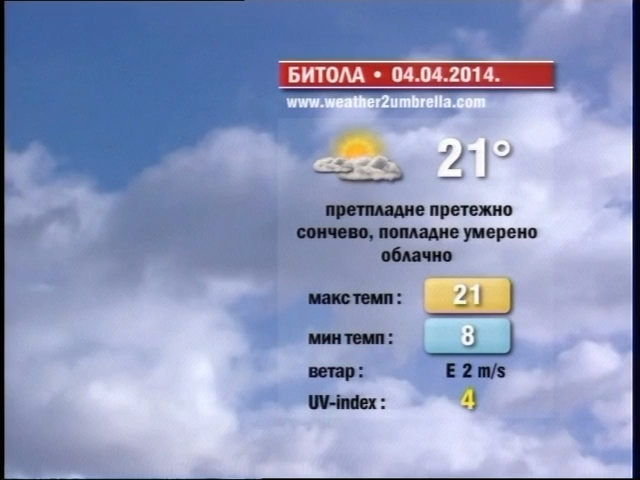 БИТОЛА • 04.04.2014.
www.weather2umbrella.com
21°
претпладне претежно
сончево, попладне умерено
облачно
макс темп : 21
мин темп : 8
ветар : E 2 m/s
UV-index : 4